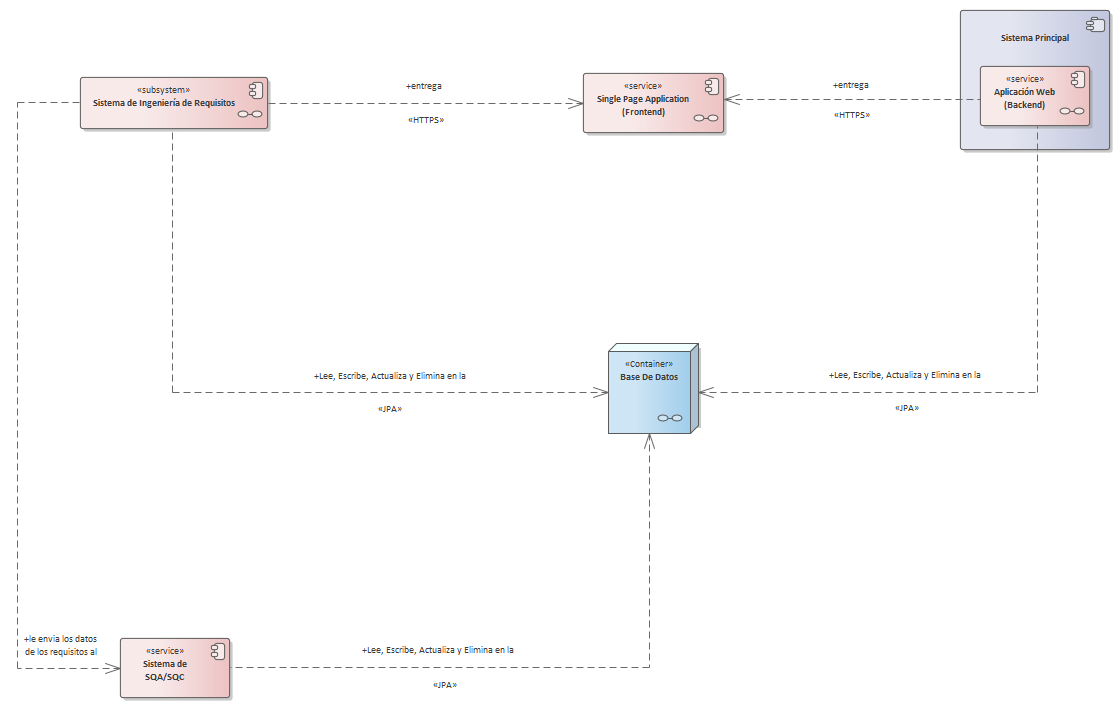 Sistema Principal
«subsystem»
Sistema de Ingeniería de Requisitos
+entrega
«HTTPS»
«service»
Single Page Application
(Frontend)
+entrega
«HTTPS»
«service»
Aplicación Web
(Backend)
«Container»
Base De Datos
+Lee, Escribe, Actualiza y Elimina en la
«JPA»
+Lee, Escribe, Actualiza y Elimina en la
«JPA»
+le envia los datos
de los requisitos al
«service»
Sistema de
SQA/SQC
+Lee, Escribe, Actualiza y Elimina en la
«JPA»